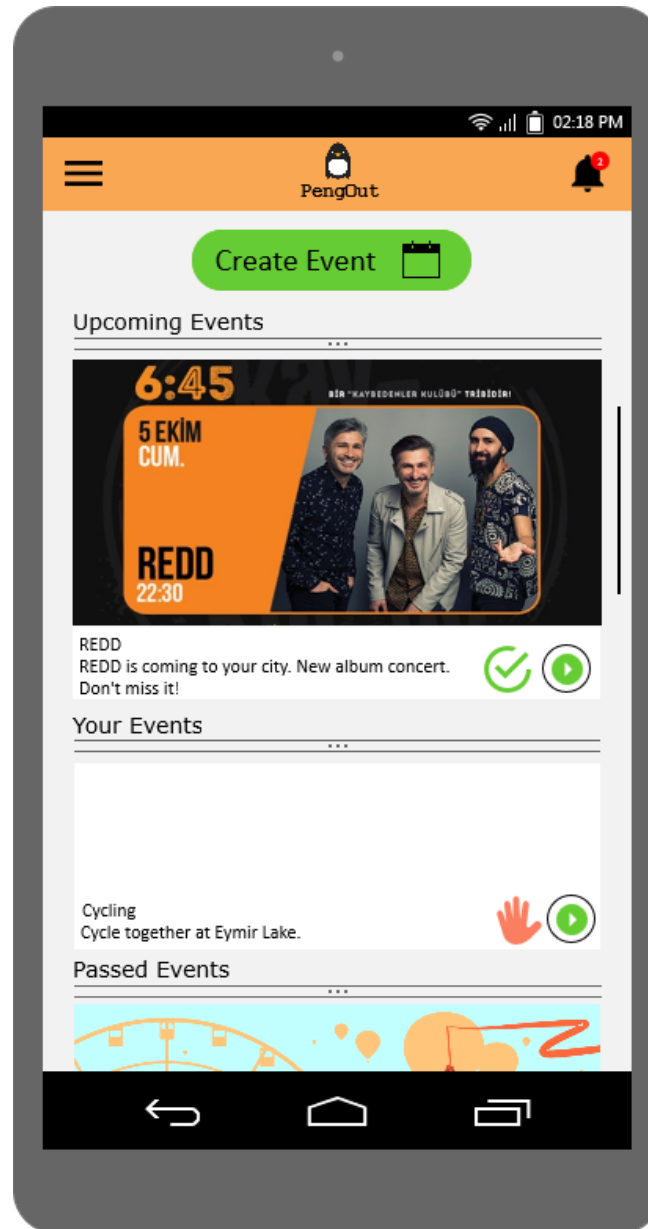 02:18 PM
2
PengOut
Create Event
Upcoming Events
6:45
BİR "KAYBEDENLER KULÜBÜ" TRİBİDİR!
5 EKİM
CUM.
REDD
22:30
REDD
REDD is coming to your city. New album concert.
Don't miss it!
Your Events
Cycling
Cycle together at Eymir Lake.
Passed Events